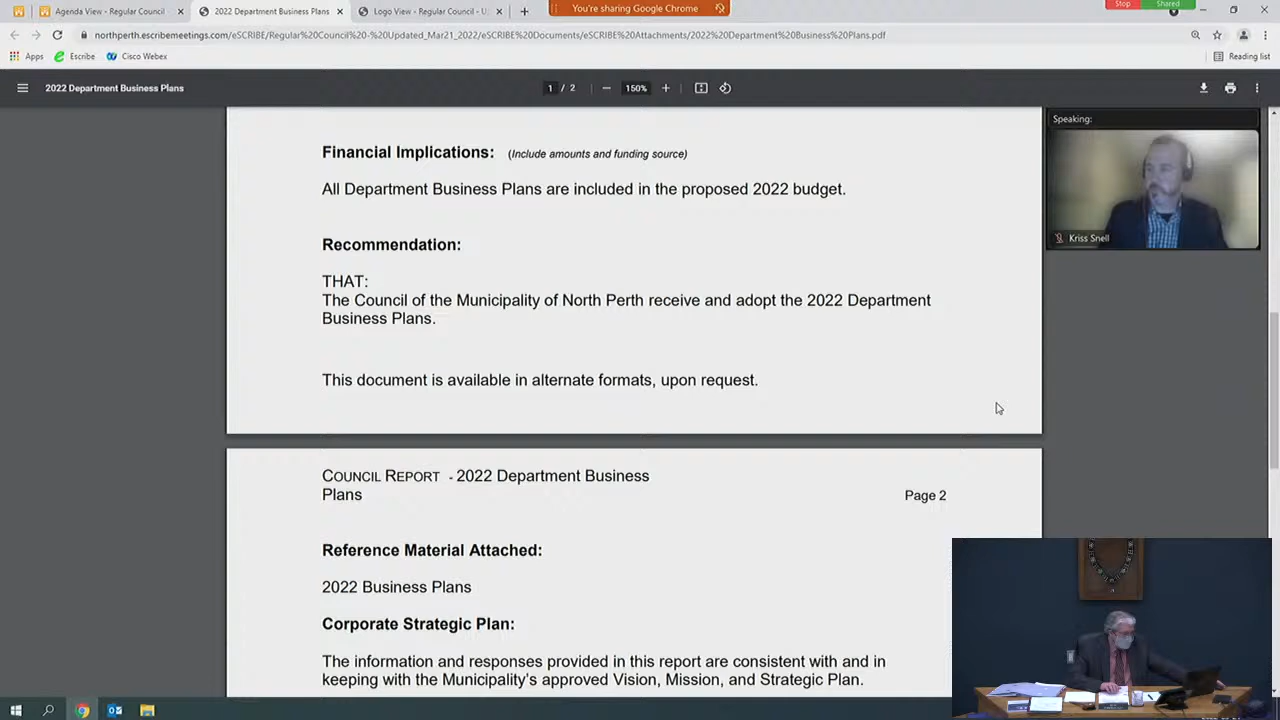 Agenda View - Regular Council
2022 Department Business Plans
Logo View - Regular Council - U
You're sharing Google Chrome
Stop
Shared
northperth.escribemeetings.com/eSCRIBE/Regular%20Council%20-%20Updated_Mar21_2022/eSCRIBE%20Documents/eSCRIBE%20Attachments/2022%20Department%20Business%20Plans.pdf
Apps
Escribe
Cisco Webex
Reading list
2022 Department Business Plans
1 / 2
150%
Speaking:
Kriss Snell
Financial Implications: (Include amounts and funding source)
All Department Business Plans are included in the proposed 2022 budget.
Recommendation:
THAT:
The Council of the Municipality of North Perth receive and adopt the 2022 Department
Business Plans.
This document is available in alternate formats, upon request.
COUNCIL REPORT - 2022 Department Business
Plans
Page 2
Reference Material Attached:
2022 Business Plans
Corporate Strategic Plan:
The information and responses provided in this report are consistent with and in
keeping with the Municipality's approved Vision, Mission, and Strategic Plan.